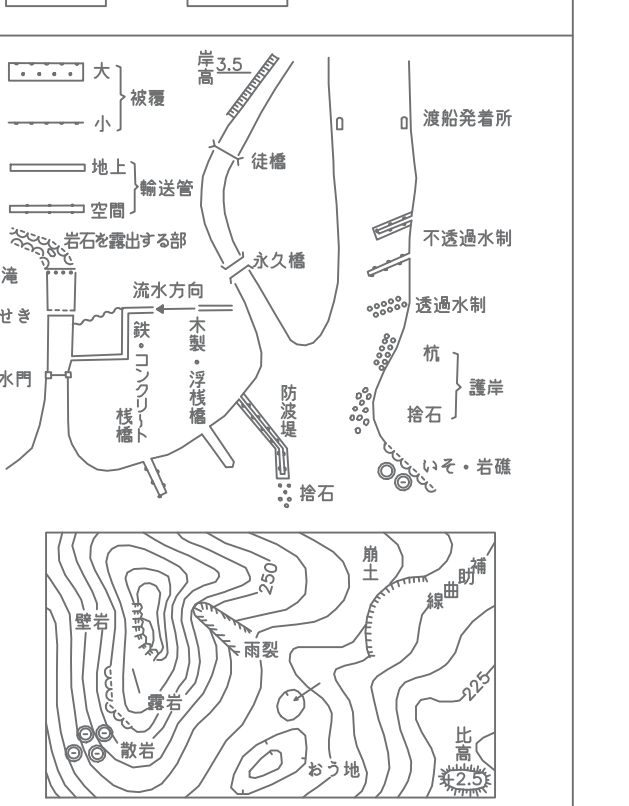 大
小
被覆
地上
空間
輸送管
岩石を露出する部
滝
せき
水門
流水方向
鉄・コンクリート
桟橋
木製・浮桟橋
岸高
3.5
徒橋
永久橋
渡船発着所
不透過水制
透過水制
杭
捨石
護岸
防波堤
捨石
いそ・岩礁
250
崩土
補助曲線
壁岩
雨裂
露岩
散岩
おう地
225
比高
+2.5